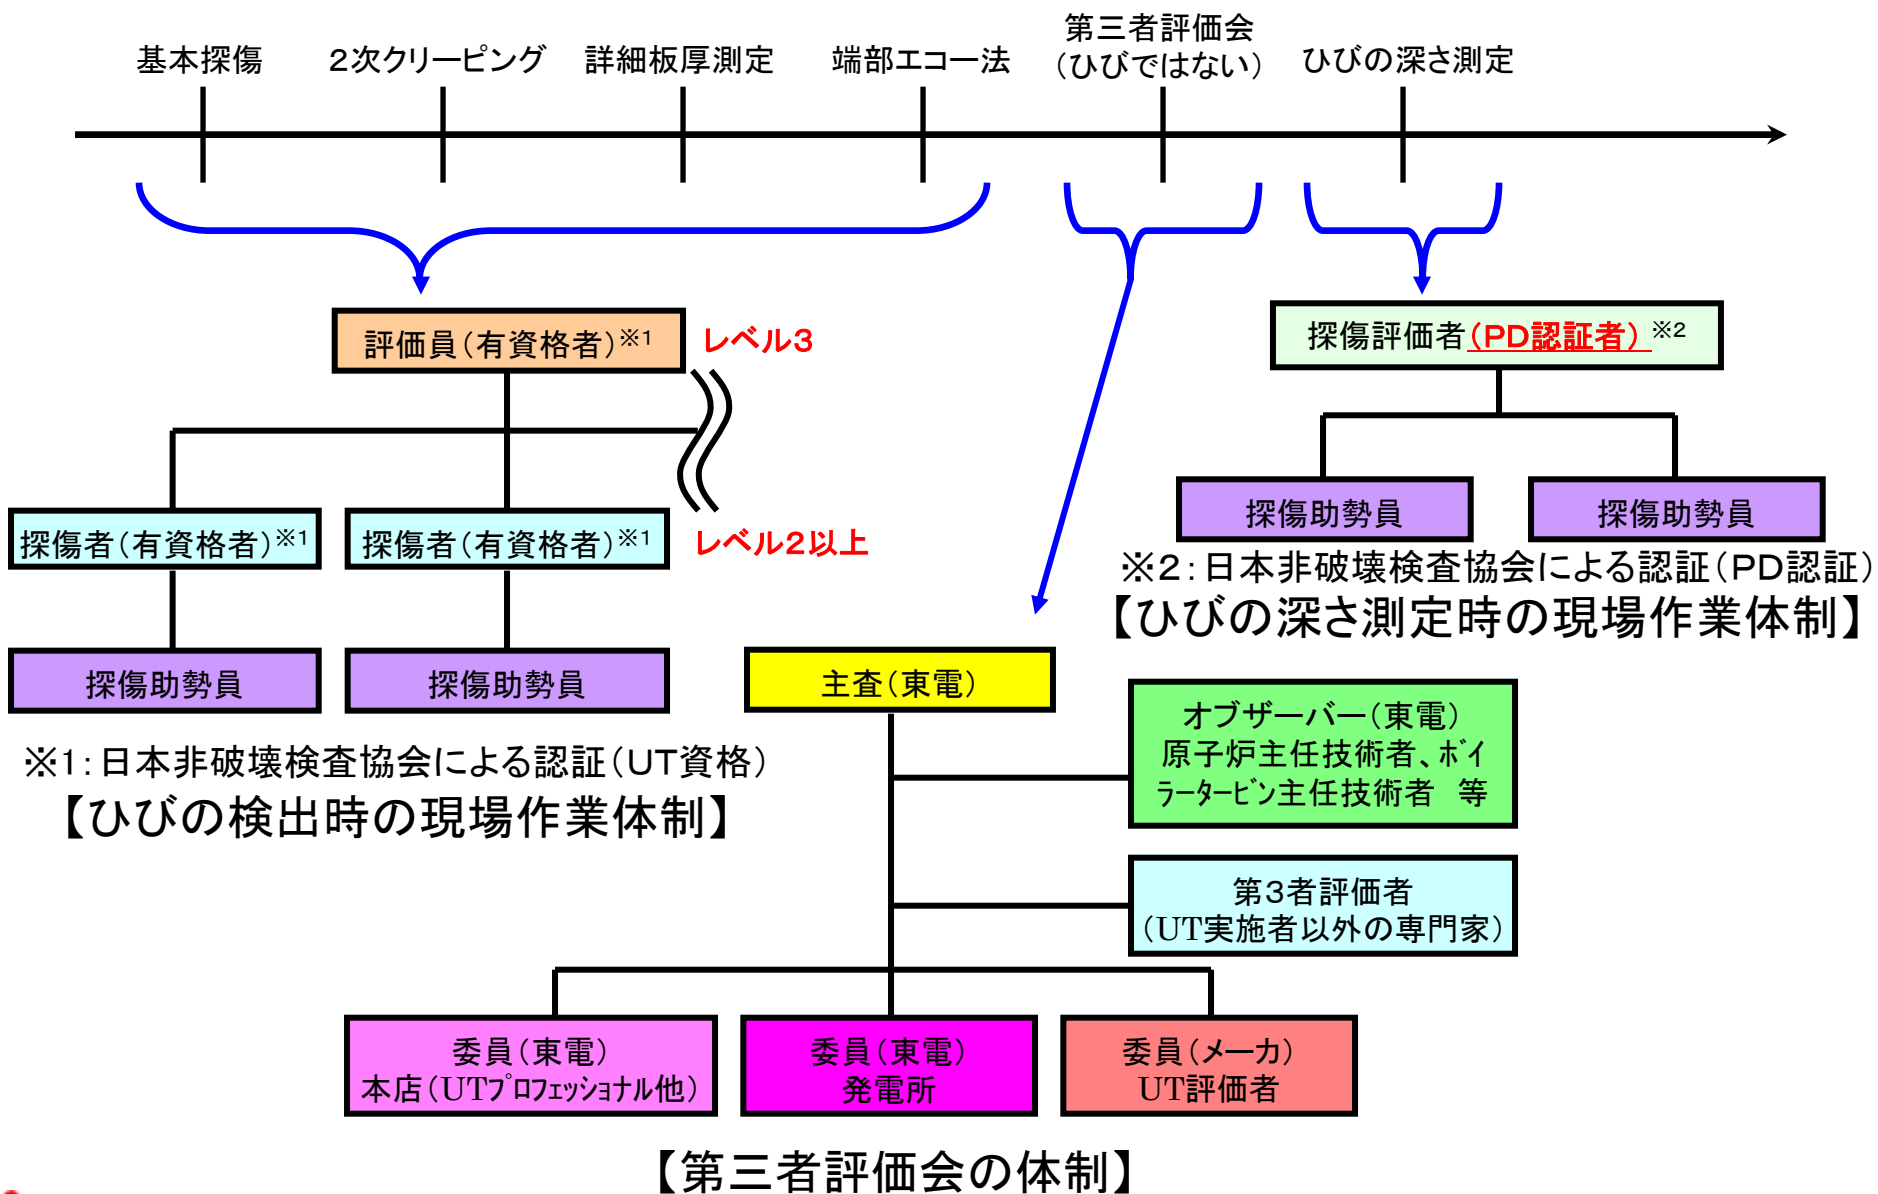 基本探傷
2次クリーピング
詳細板厚測定
端部エコー法
第三者評価会
(ひびではない)
ひびの深さ測定
評価員(有資格者)※1
レベル3
探傷評価者(PD認証者)※2
探傷者(有資格者)※1
探傷者(有資格者)※1
レベル2以上
探傷助勢員
探傷助勢員
※2:日本非破壊検査協会による認証(PD認証)
【ひびの深さ測定時の現場作業体制】
探傷助勢員
探傷助勢員
※1:日本非破壊検査協会による認証(UT資格)
【ひびの検出時の現場作業体制】
主査(東電)
オブザーバー(東電)
原子炉主任技術者、ボイ
ラータービン主任技術者 等
第3者評価者
(UT実施者以外の専門家)
委員(東電)
本店(UTプロフェッショナル他)
委員(東電)
発電所
委員(メーカ)
UT評価者
【第三者評価会の体制】